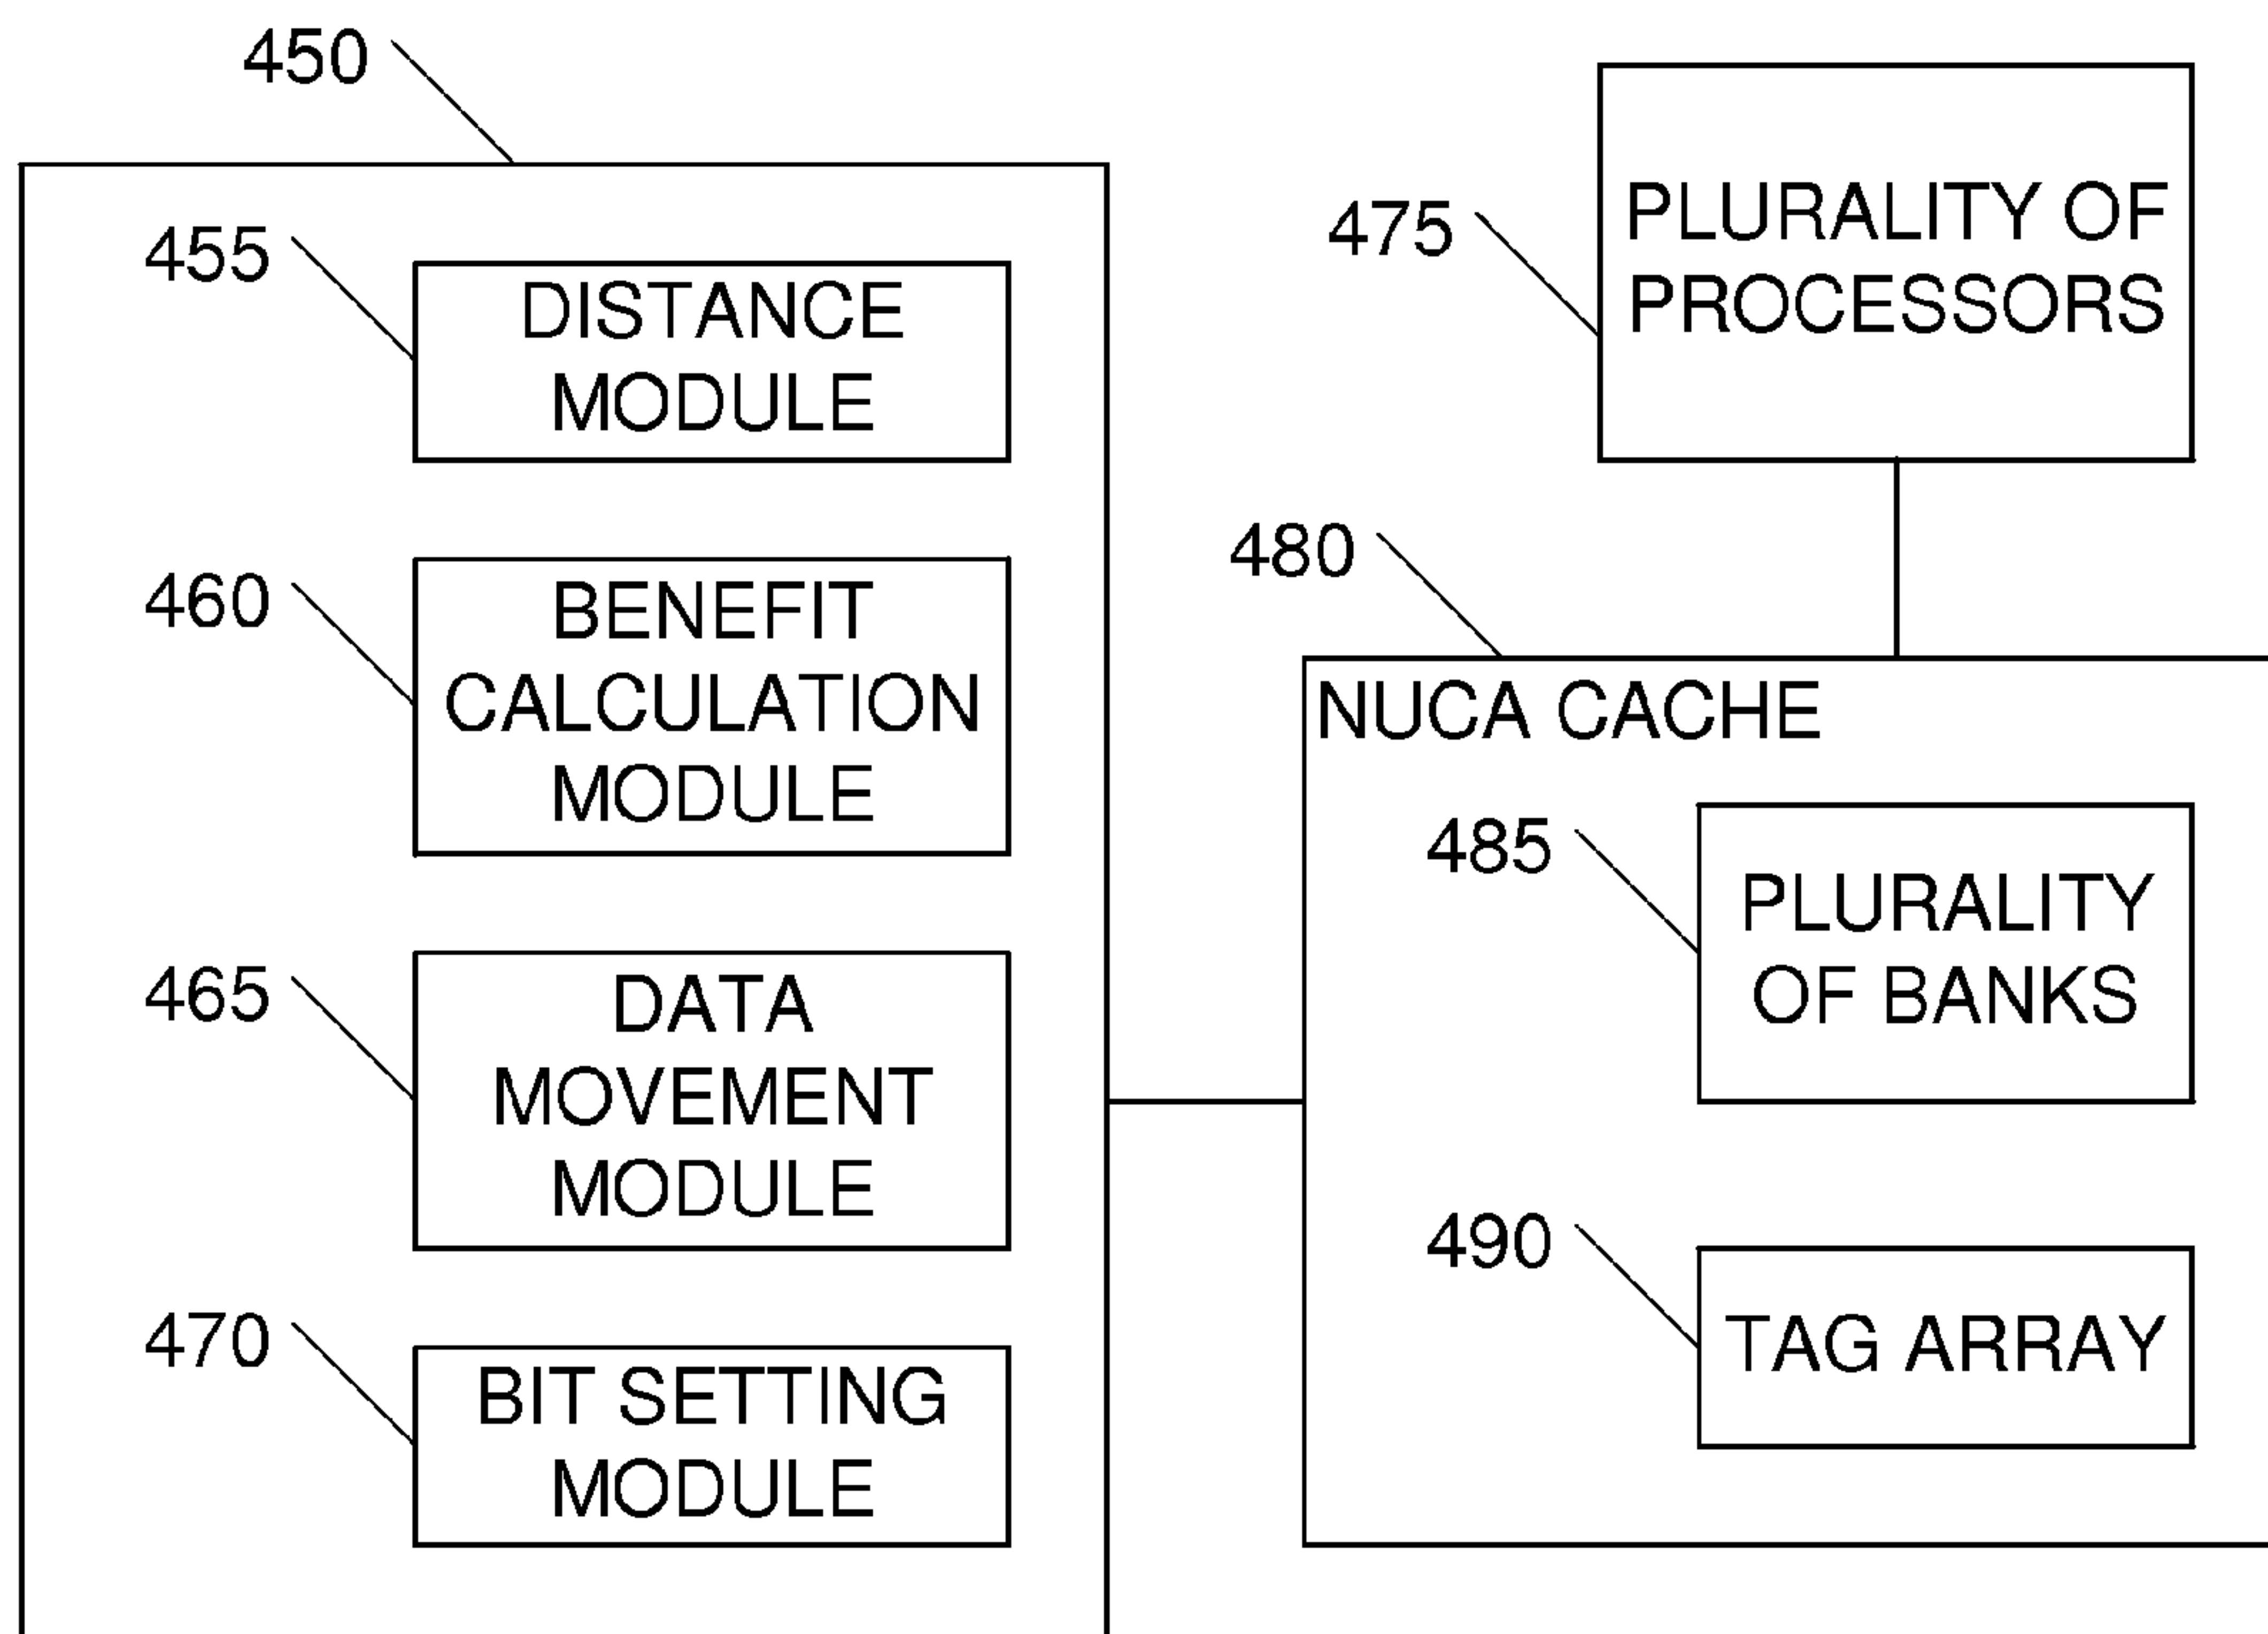 450
455
DISTANCE
MODULE
460
BENEFIT
CALCULATION
MODULE
465
DATA
MOVEMENT
MODULE
470
BIT SETTING
MODULE
475
PLURALITY OF
PROCESSORS
480
NUCA CACHE
485
PLURALITY
OF BANKS
490
TAG ARRAY